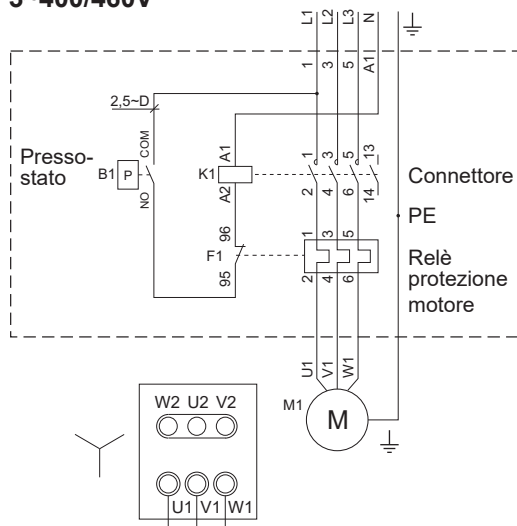 3~400/460V
L1 L2 L3 N
1 3 5 A1
2,5~D
Presso-
stato
B1 P
COM
NO
K1
A1
A2
1 3 5 13
2 4 6 14
Connettore
PE
96
F1
95
1 3 5
2 4 6
Relè
protezione
motore
U1 V1 W1
M1
M
W2 U2 V2
U1 V1 W1